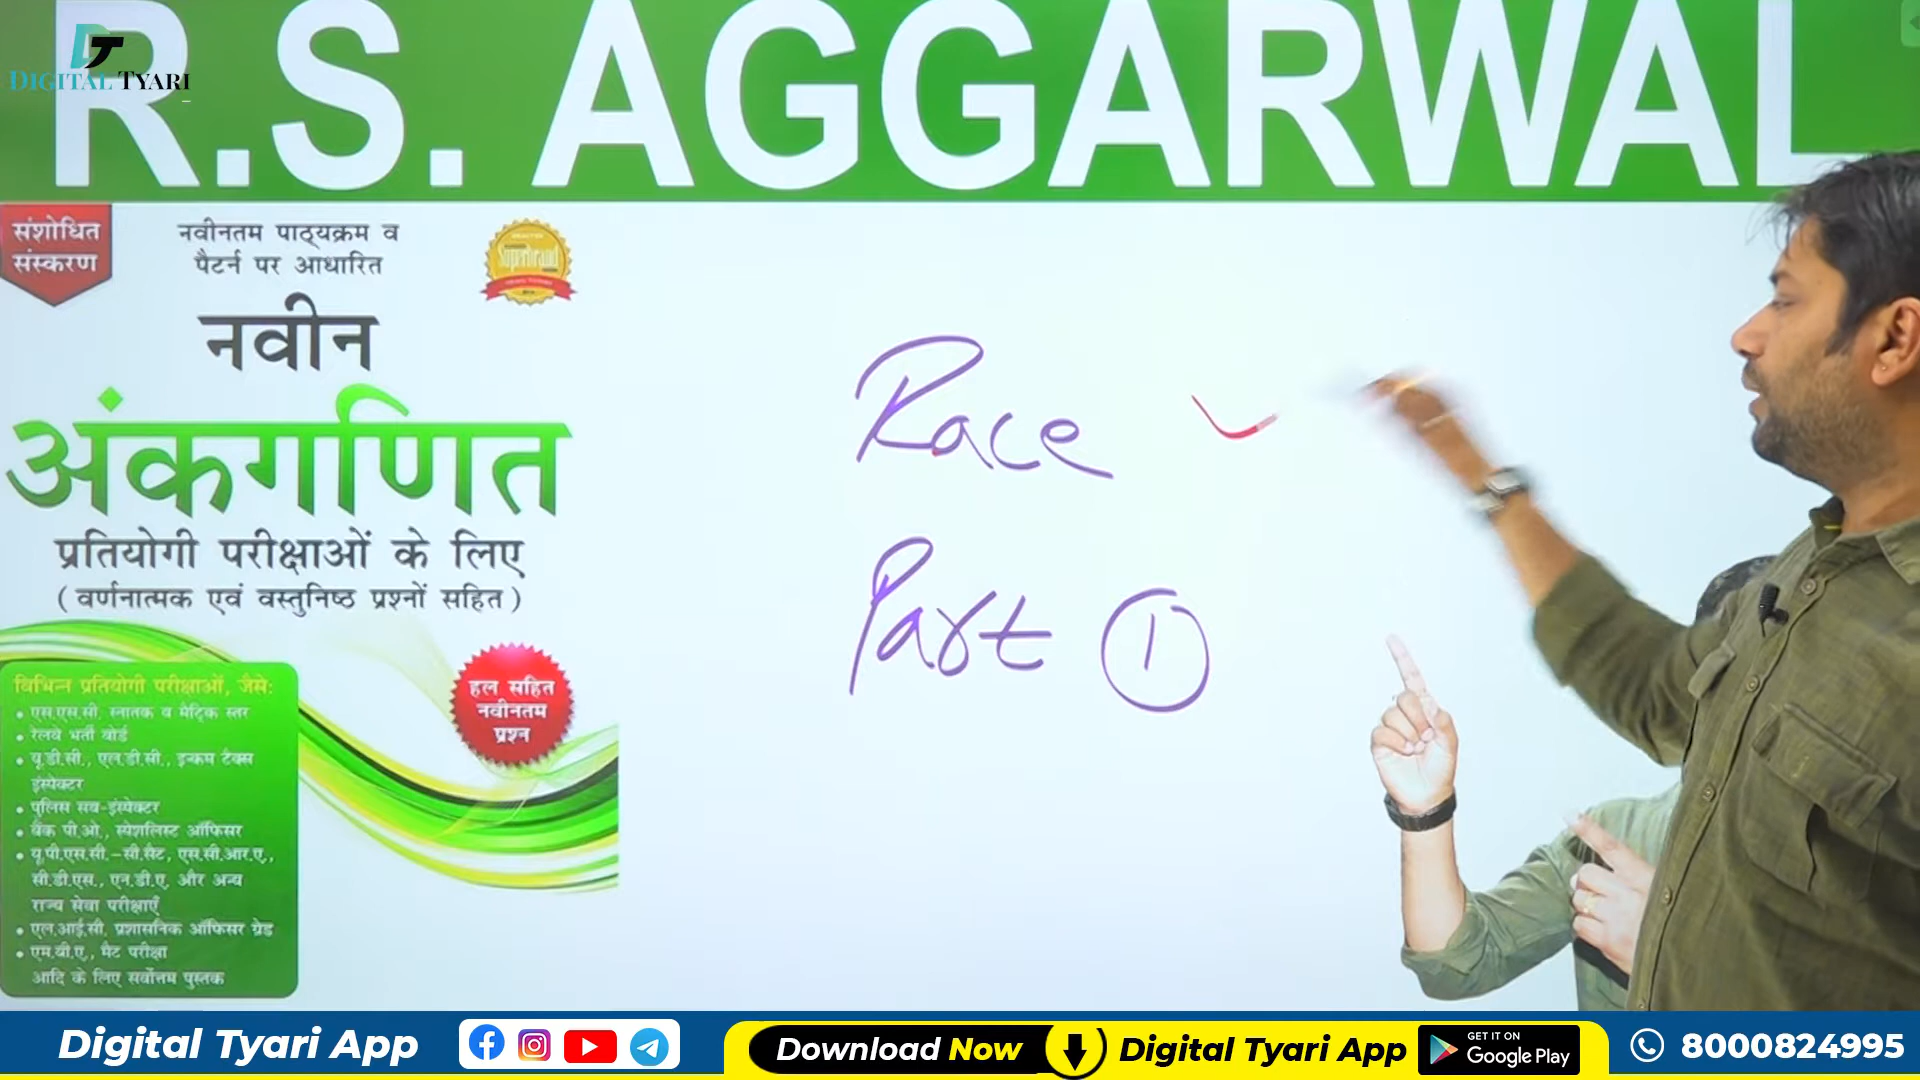 R.S. AGGARWAL
DT
DIGITAL TYARI
संशोधित
संस्करण
नवीनतम पाठ्यक्रम व
पैटर्न पर आधारित
Superbrand
नवीन
अंकगणित
प्रतियोगी परीक्षाओं के लिए
( वर्णनात्मक एवं वस्तुनिष्ठ प्रश्नों सहित )
हल सहित
नवीनतम
प्रश्न
विभिन्न प्रतियोगी परीक्षाओं, जैसे:
• एस.एस.सी. स्नातक व मैट्रिक स्तर
• रेलवे भर्ती बोर्ड
• यू.डी.सी., एल.डी.सी., इन्कम टैक्स
इंस्पेक्टर
• पुलिस सब-इंस्पेक्टर
• बैंक पी.ओ., स्पेशलिस्ट ऑफिसर
• यू.पी.एस.सी.–सी.सैट, एस.सी.आर.ए.,
सी.डी.एस., एन.डी.ए. और अन्य
राज्य सेवा परीक्षाएँ
• एल.आई.सी. प्रशासनिक ऑफिसर ग्रेड
• एम.बी.ए., मैट परीक्षा
आदि के लिए सर्वोत्तम पुस्तक
Race
Part 1
Digital Tyari App
Download Now
Digital Tyari App
GET IT ON
Google Play
8000824995